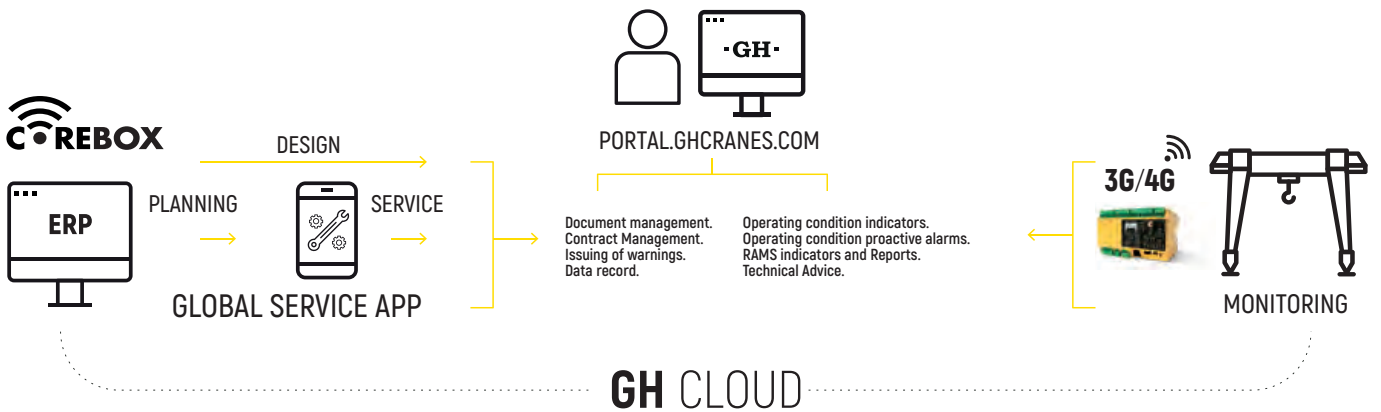 COREBOX
DESIGN
ERP
PLANNING
SERVICE
GLOBAL SERVICE APP
·GH·
PORTAL.GHCRANES.COM
Document management.
Contract Management.
Issuing of warnings.
Data record.
Operating condition indicators.
Operating condition proactive alarms.
RAMS indicators and Reports.
Technical Advice.
3G/4G
MONITORING
GH CLOUD